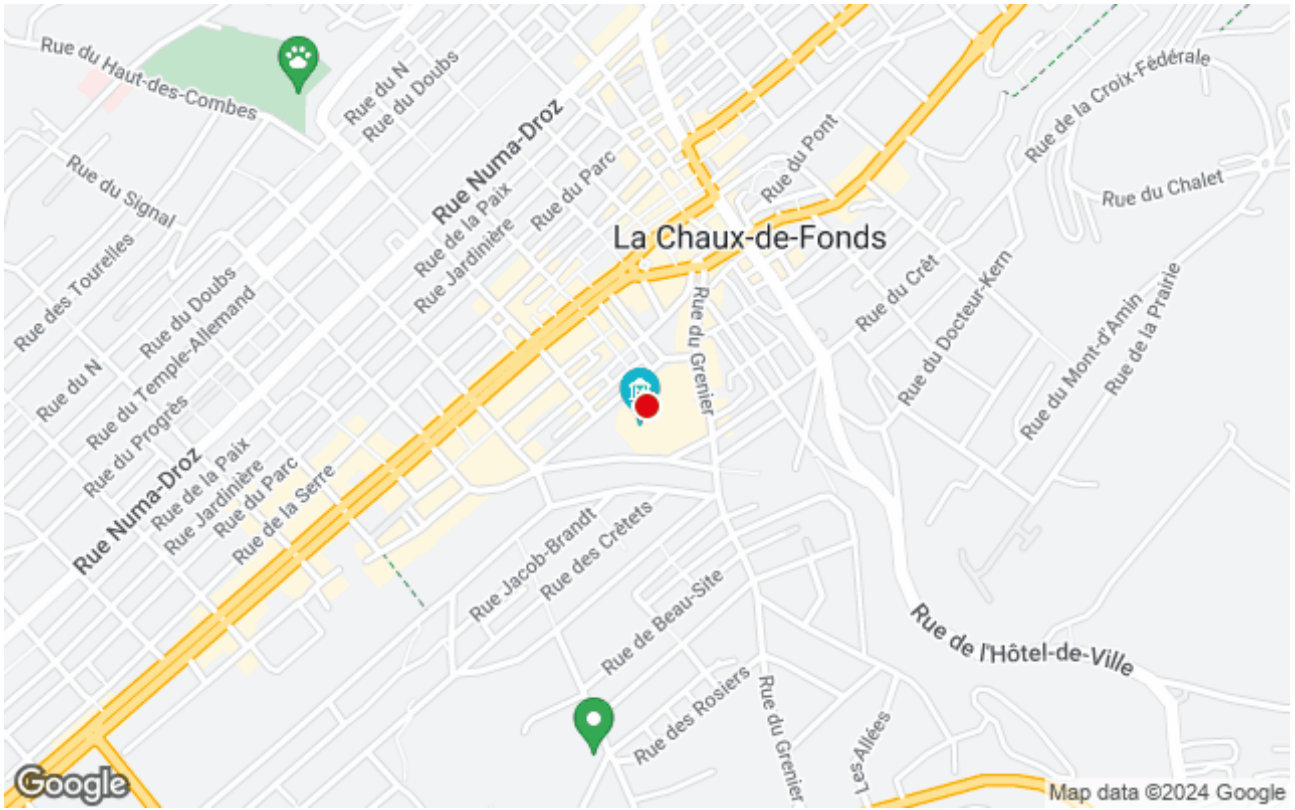 Rue du Haut-des-Combes
Rue du N
Rue du Doubs
Rue Numa-Droz
Rue du Parc
Rue du Pont
Rue de la Croix-Fédérale
Rue du Chalet
Rue du Signal
Rue de la Paix
Rue Jardinière
La Chaux-de-Fonds
Rue des Tourelles
Rue du Doubs
Rue du Temple-Allemand
Rue du N
Rue du Progrès
Rue du Grenier
Rue du Crêt
Rue du Docteur-Kern
Rue du Mont-d'Amin
Rue de la Prairie
Rue Numa-Droz
Rue de la Paix
Rue Jardinière
Rue du Parc
Rue de la Serre
Rue Jacob-Brandt
Rue des Crêtets
Rue de Beau-Site
Rue de l'Hôtel-de-Ville
Rue des Rosiers
Rue du Grenier
Les Allées
Google
Map data ©2024 Google